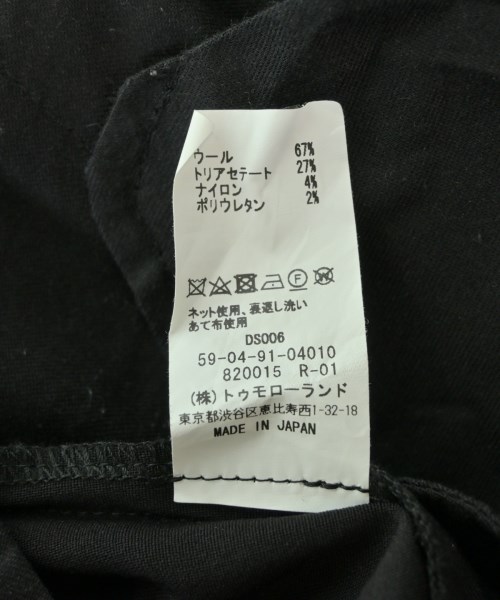 ウール 67%
トリアセテート 27%
ナイロン 4%
ポリウレタン 2%
F W
ネット使用、裏返し洗い
あて布使用
DS006
59-04-91-04010
820015 R-01
(株)トゥモローランド
東京都渋谷区恵比寿西1-32-18
MADE IN JAPAN